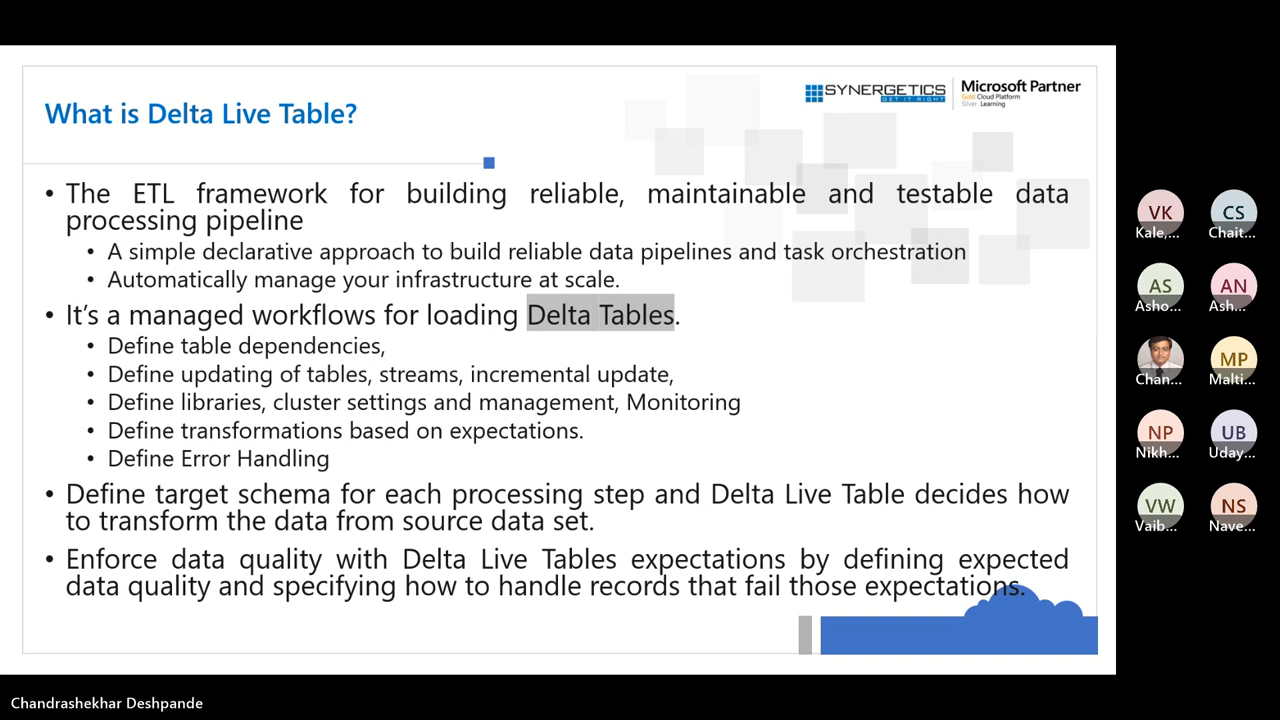 What is Delta Live Table?
SYNERGETICS
GET IT RIGHT
Microsoft Partner
Gold Cloud Platform
Silver Learning
• The ETL framework for building reliable, maintainable and testable data
processing pipeline
• A simple declarative approach to build reliable data pipelines and task orchestration
• Automatically manage your infrastructure at scale.
• It’s a managed workflows for loading Delta Tables.
• Define table dependencies,
• Define updating of tables, streams, incremental update,
• Define libraries, cluster settings and management, Monitoring
• Define transformations based on expectations.
• Define Error Handling
• Define target schema for each processing step and Delta Live Table decides how
to transform the data from source data set.
• Enforce data quality with Delta Live Tables expectations by defining expected
data quality and specifying how to handle records that fail those expectations.
VK
Kale,...
CS
Chait...
AS
Asho...
AN
Ash...
Chan...
MP
Malti...
NP
Nikh...
UB
Uday...
VW
Vaib...
NS
Nave...
Chandrashekhar Deshpande